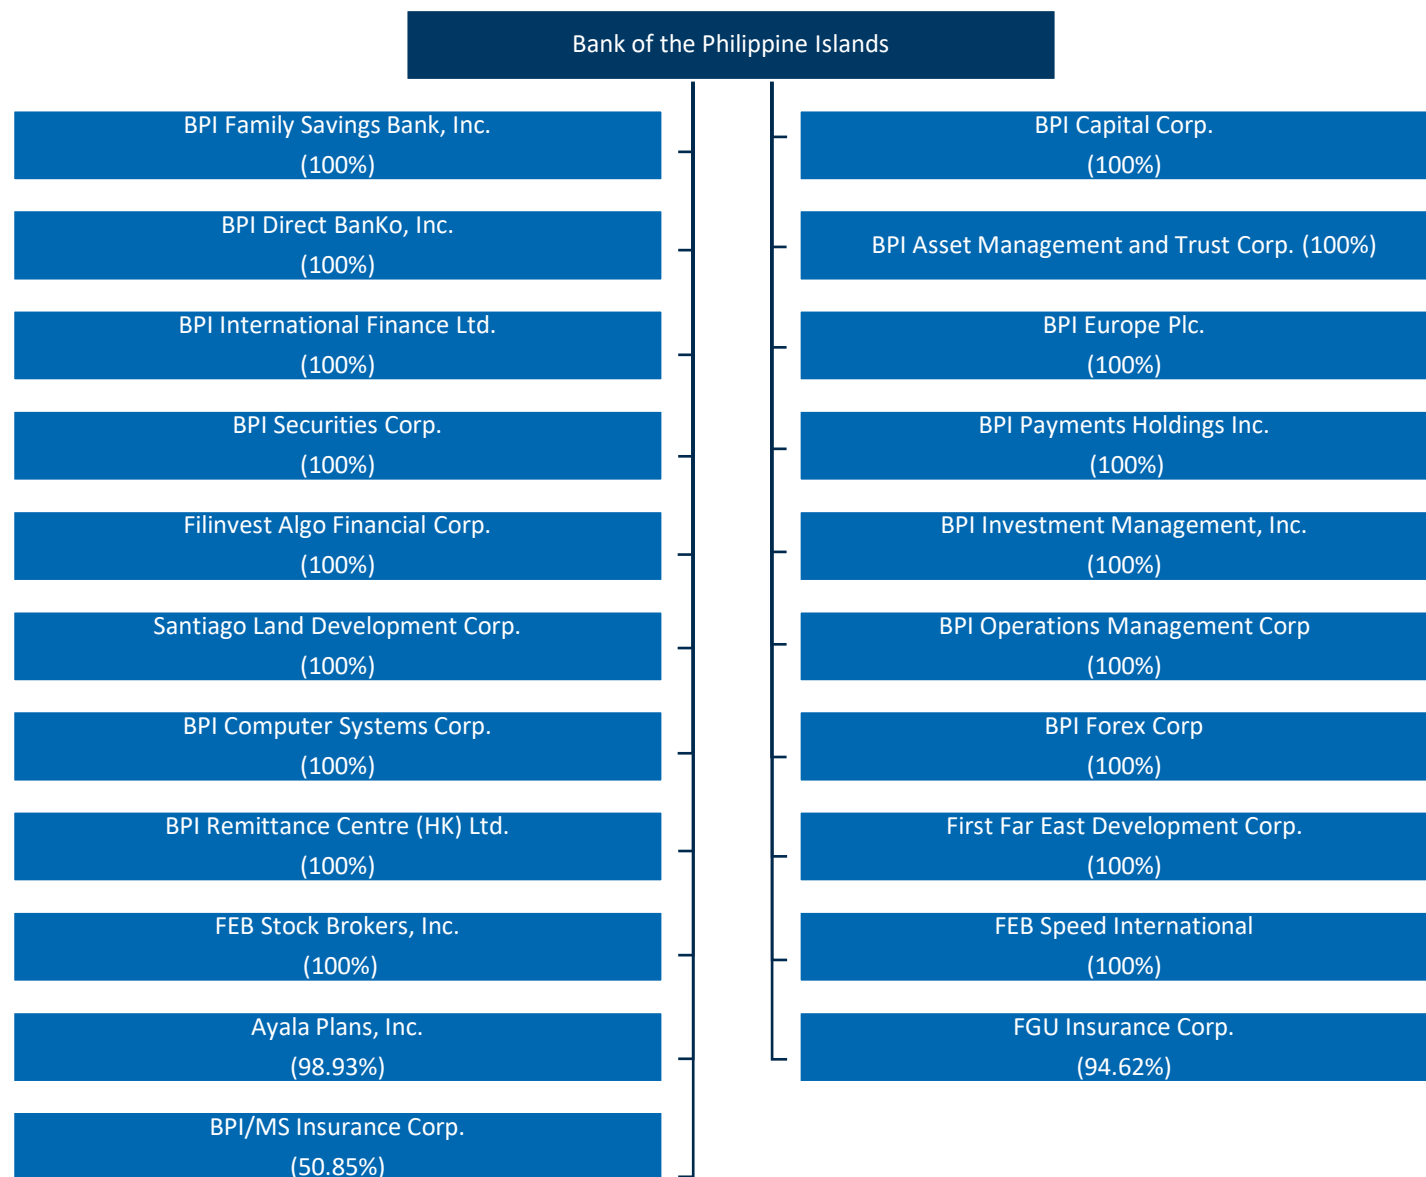 Bank of the Philippine Islands
BPI Family Savings Bank, Inc.
(100%)
BPI Direct BanKo, Inc.
(100%)
BPI International Finance Ltd.
(100%)
BPI Securities Corp.
(100%)
Filinvest Algo Financial Corp.
(100%)
Santiago Land Development Corp.
(100%)
BPI Computer Systems Corp.
(100%)
BPI Remittance Centre (HK) Ltd.
(100%)
FEB Stock Brokers, Inc.
(100%)
Ayala Plans, Inc.
(98.93%)
BPI/MS Insurance Corp.
(50.85%)
BPI Capital Corp.
(100%)
BPI Asset Management and Trust Corp. (100%)
BPI Europe Plc.
(100%)
BPI Payments Holdings Inc.
(100%)
BPI Investment Management, Inc.
(100%)
BPI Operations Management Corp
(100%)
BPI Forex Corp
(100%)
First Far East Development Corp.
(100%)
FEB Speed International
(100%)
FGU Insurance Corp.
(94.62%)